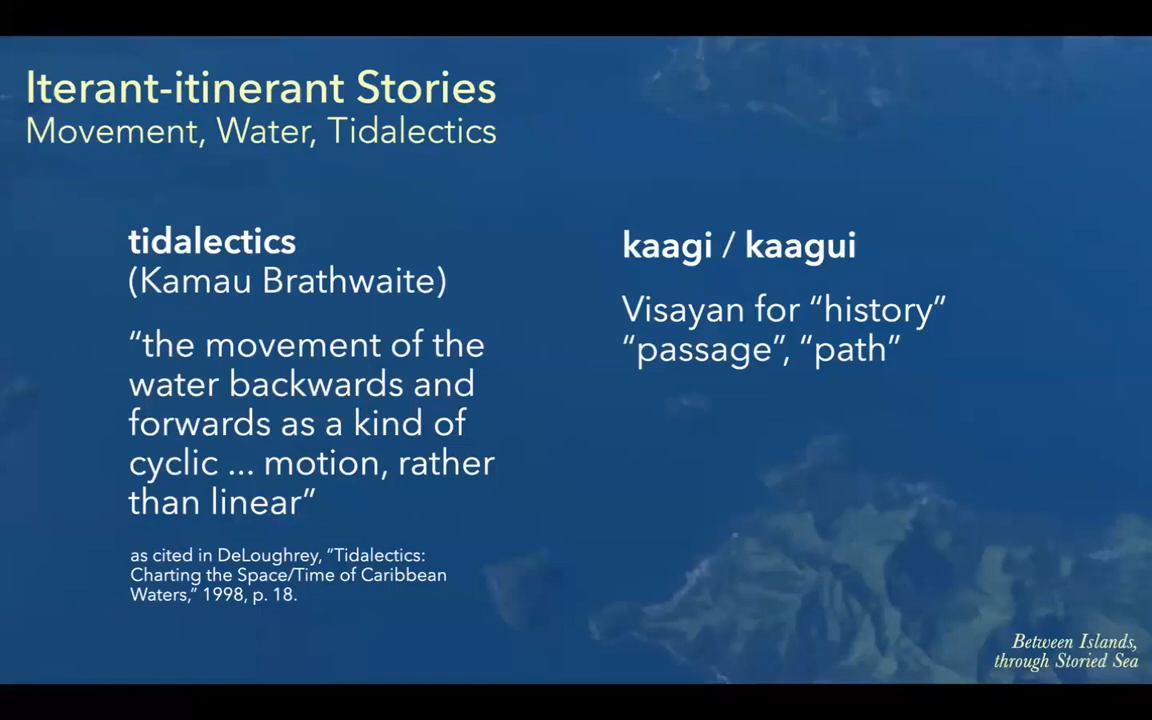 Iterant-itinerant Stories
Movement, Water, Tidalectics
tidalectics
(Kamau Brathwaite)
“the movement of the
water backwards and
forwards as a kind of
cyclic ... motion, rather
than linear”
as cited in DeLoughrey, “Tidalectics:
Charting the Space/Time of Caribbean
Waters,” 1998, p. 18.
kaagi / kaagui
Visayan for “history”
“passage”, “path”
Between Islands,
through Storied Sea